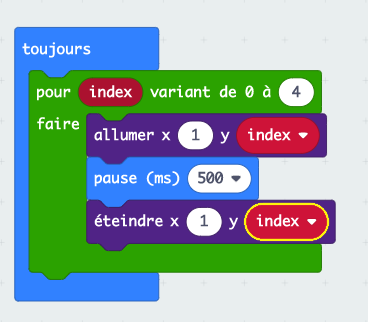 toujours
pour index variant de 0 à 4
faire
allumer x 1 y index
pause (ms) 500
éteindre x 1 y index